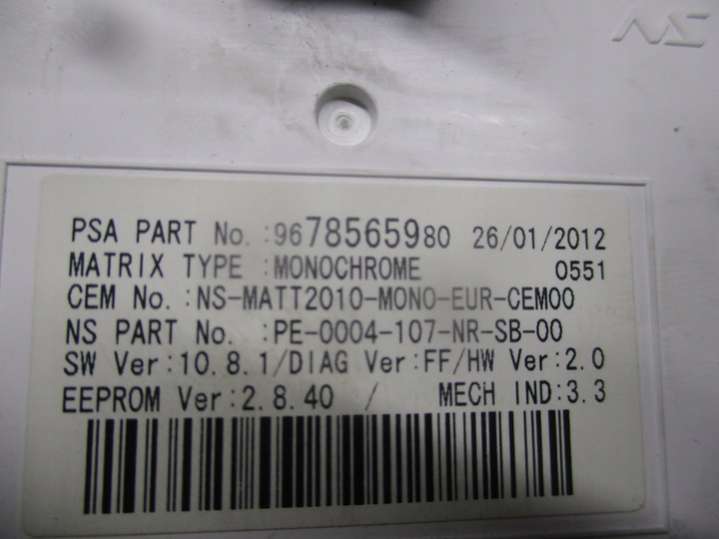 NS
PSA PART No. :9678565980 26/01/2012
MATRIX TYPE :MONOCHROME 0551
CEM No. :NS-MATT2010-MONO-EUR-CEM00
NS PART No. :PE-0004-107-NR-SB-00
SW Ver:10.8.1/DIAG Ver:FF/HW Ver:2.0
EEPROM Ver:2.8.40 / MECH IND:3.3